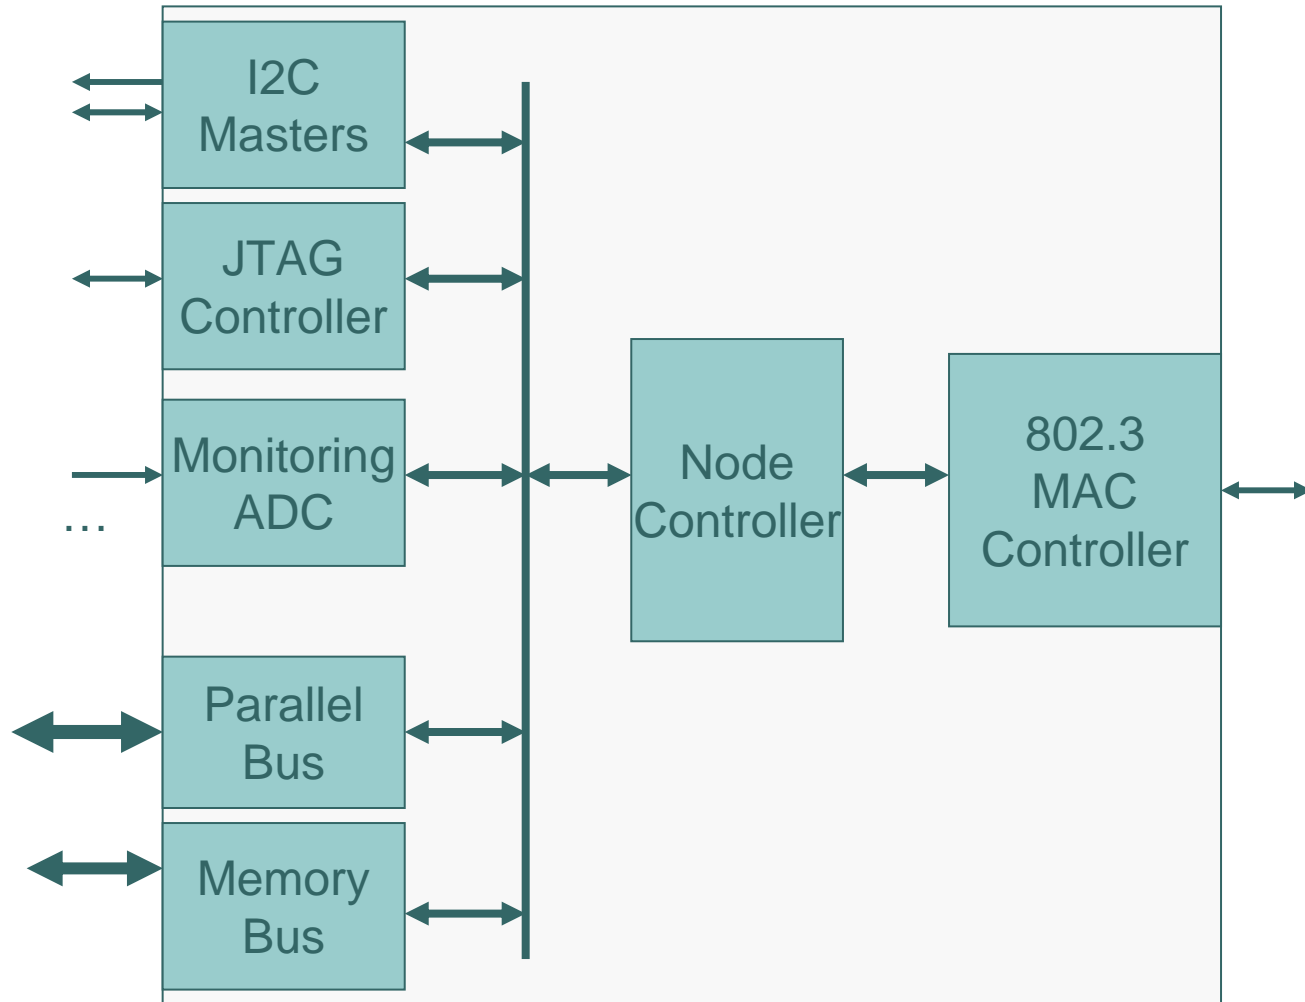 I2C
Masters
JTAG
Controller
Monitoring
ADC
...
Parallel
Bus
Memory
Bus
Node
Controller
802.3
MAC
Controller